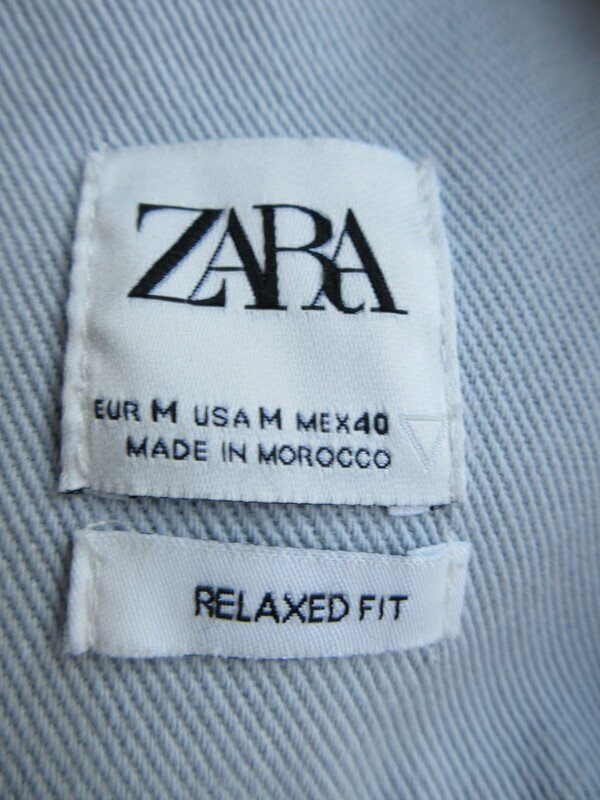 ZARA
EUR M USA M MEX 40
MADE IN MOROCCO
RELAXED FIT